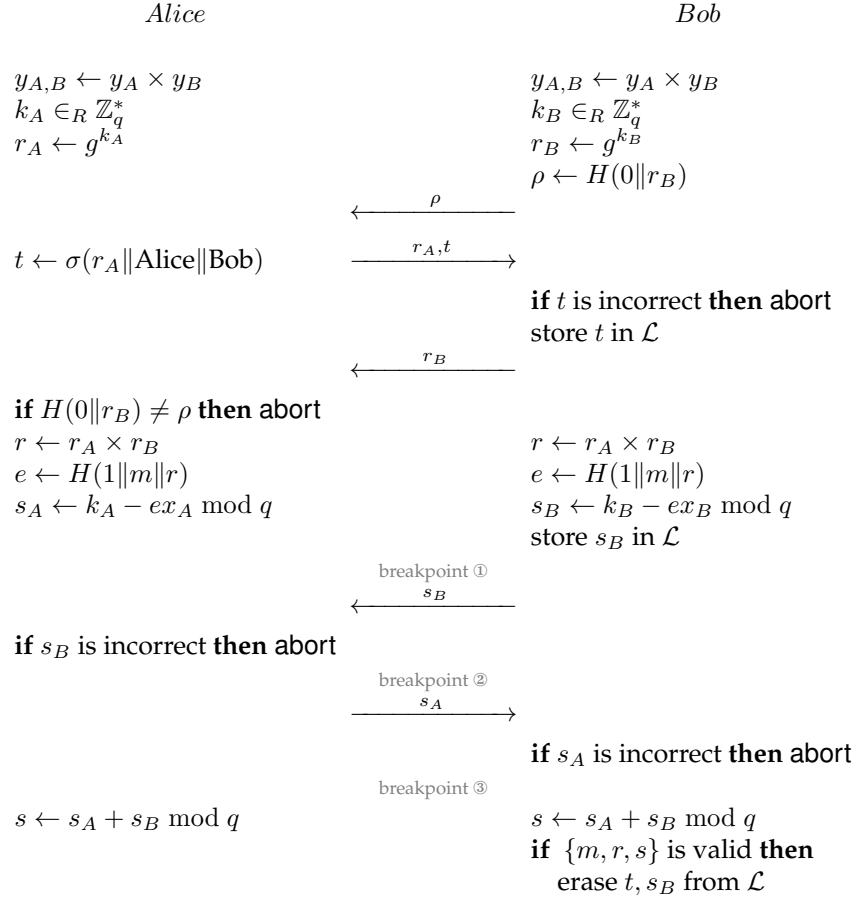 Alice Bob
y_{A,B} ← y_A × y_B y_{A,B} ← y_A × y_B
k_A ∈_R ℤ_q^* k_B ∈_R ℤ_q^*
r_A ← g^{k_A} r_B ← g^{k_B}
ρ ← H(0∥r_B)
ρ
t ← σ(r_A∥Alice∥Bob) r_A, t
if t is incorrect then abort
store t in ℒ
r_B
if H(0∥r_B) ≠ ρ then abort
r ← r_A × r_B r ← r_A × r_B
e ← H(1∥m∥r) e ← H(1∥m∥r)
s_A ← k_A − ex_A mod q s_B ← k_B − ex_B mod q
store s_B in ℒ
breakpoint ①
s_B
if s_B is incorrect then abort
breakpoint ②
s_A
if s_A is incorrect then abort
breakpoint ③
s ← s_A + s_B mod q s ← s_A + s_B mod q
if {m, r, s} is valid then
erase t, s_B from ℒ